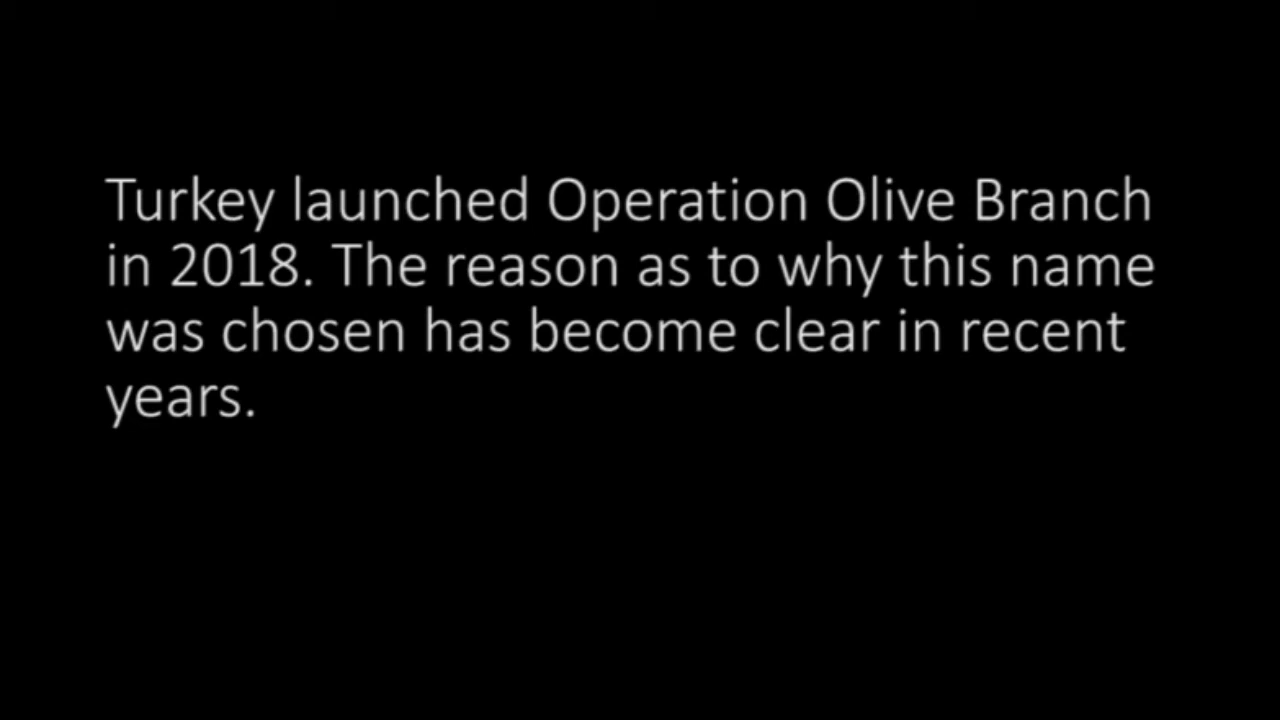 Turkey launched Operation Olive Branch
in 2018. The reason as to why this name
was chosen has become clear in recent
years.